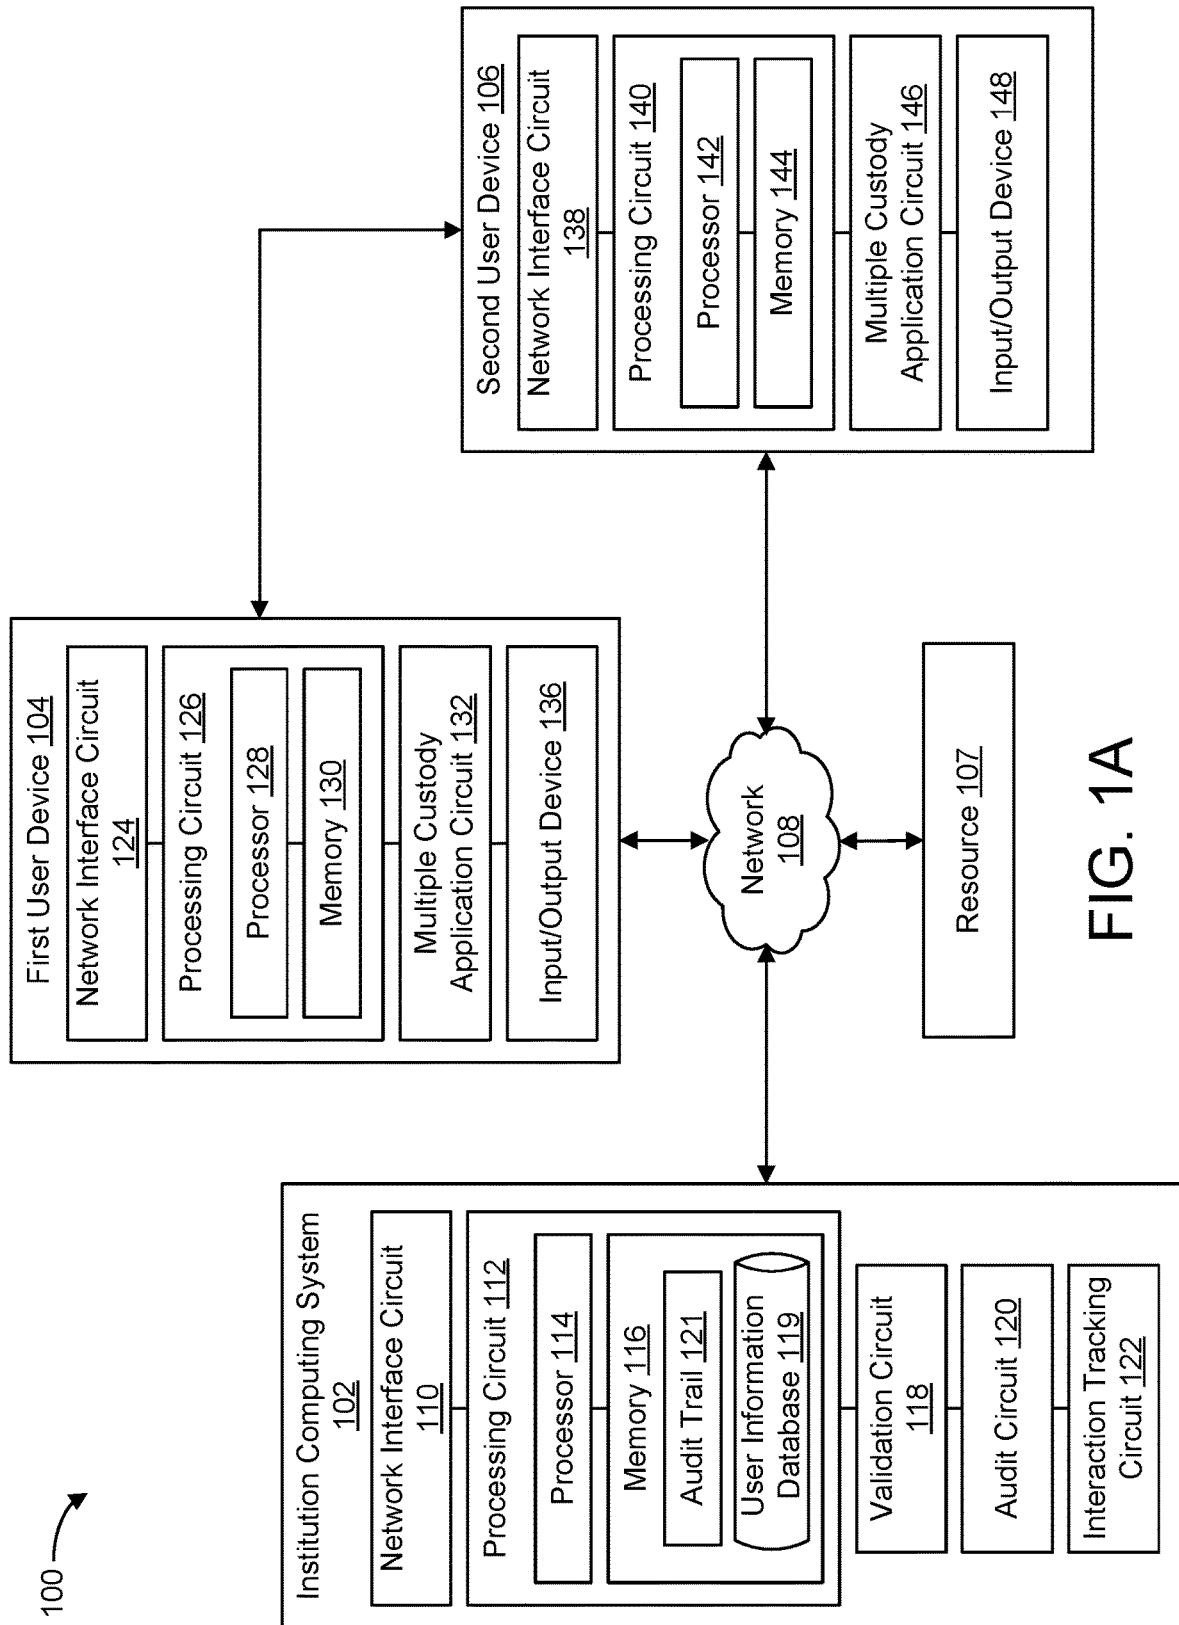 100
Institution Computing System
102
Network Interface Circuit
110
Processing Circuit 112
Processor 114
Memory 116
Audit Trail 121
User Information
Database 119
Validation Circuit
118
Audit Circuit 120
Interaction Tracking
Circuit 122
First User Device 104
Network Interface Circuit
124
Processing Circuit 126
Processor 128
Memory 130
Multiple Custody
Application Circuit 132
Input/Output Device 136
Network
108
Resource 107
Second User Device 106
Network Interface Circuit
138
Processing Circuit 140
Processor 142
Memory 144
Multiple Custody
Application Circuit 146
Input/Output Device 148
FIG. 1A